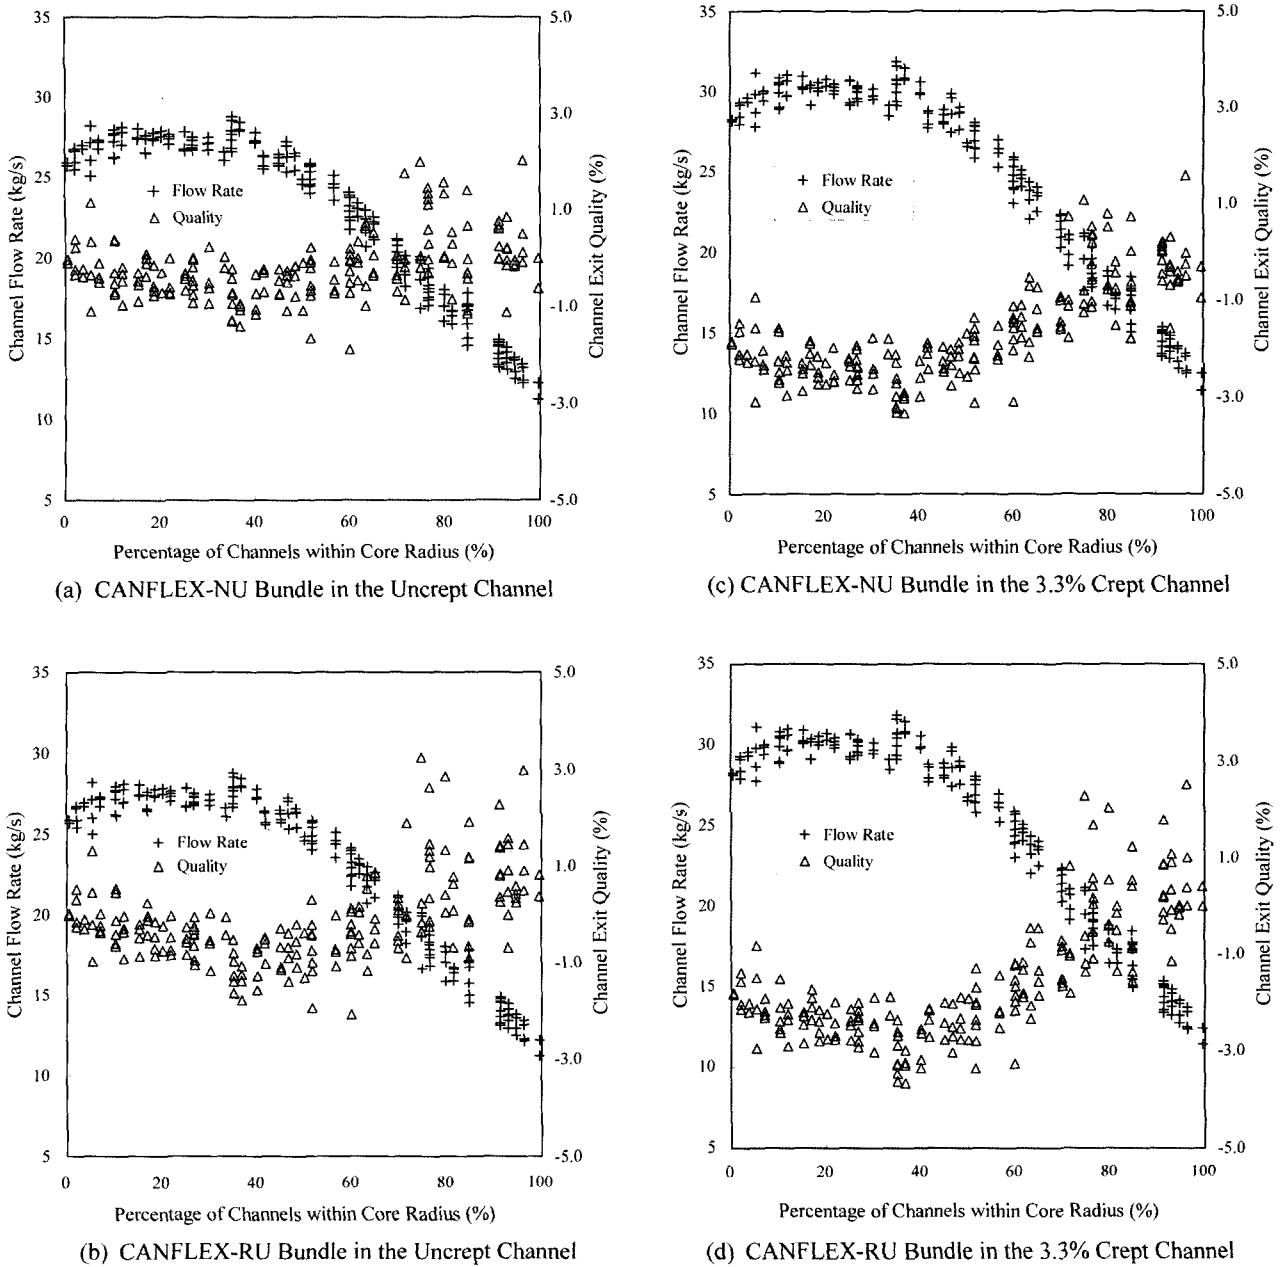 35
30
25
20
15
10
5
Channel Flow Rate (kg/s)
5.0
3.0
1.0
-1.0
-3.0
-5.0
Channel Exit Quality (%)
+ Flow Rate
△ Quality
0 20 40 60 80 100
Percentage of Channels within Core Radius (%)
(a) CANFLEX-NU Bundle in the Uncrept Channel
35
30
25
20
15
10
5
Channel Flow Rate (kg/s)
5.0
3.0
1.0
-1.0
-3.0
-5.0
Channel Exit Quality (%)
+ Flow Rate
△ Quality
0 20 40 60 80 100
Percentage of Channels within Core Radius (%)
(c) CANFLEX-NU Bundle in the 3.3% Crept Channel
35
30
25
20
15
10
5
Channel Flow Rate (kg/s)
5.0
3.0
1.0
-1.0
-3.0
-5.0
Channel Exit Quality (%)
+ Flow Rate
△ Quality
0 20 40 60 80 100
Percentage of Channels within Core Radius (%)
(b) CANFLEX-RU Bundle in the Uncrept Channel
35
30
25
20
15
10
5
Channel Flow Rate (kg/s)
5.0
3.0
1.0
-1.0
-3.0
-5.0
Channel Exit Quality (%)
+ Flow Rate
△ Quality
0 20 40 60 80 100
Percentage of Channels within Core Radius (%)
(d) CANFLEX-RU Bundle in the 3.3% Crept Channel